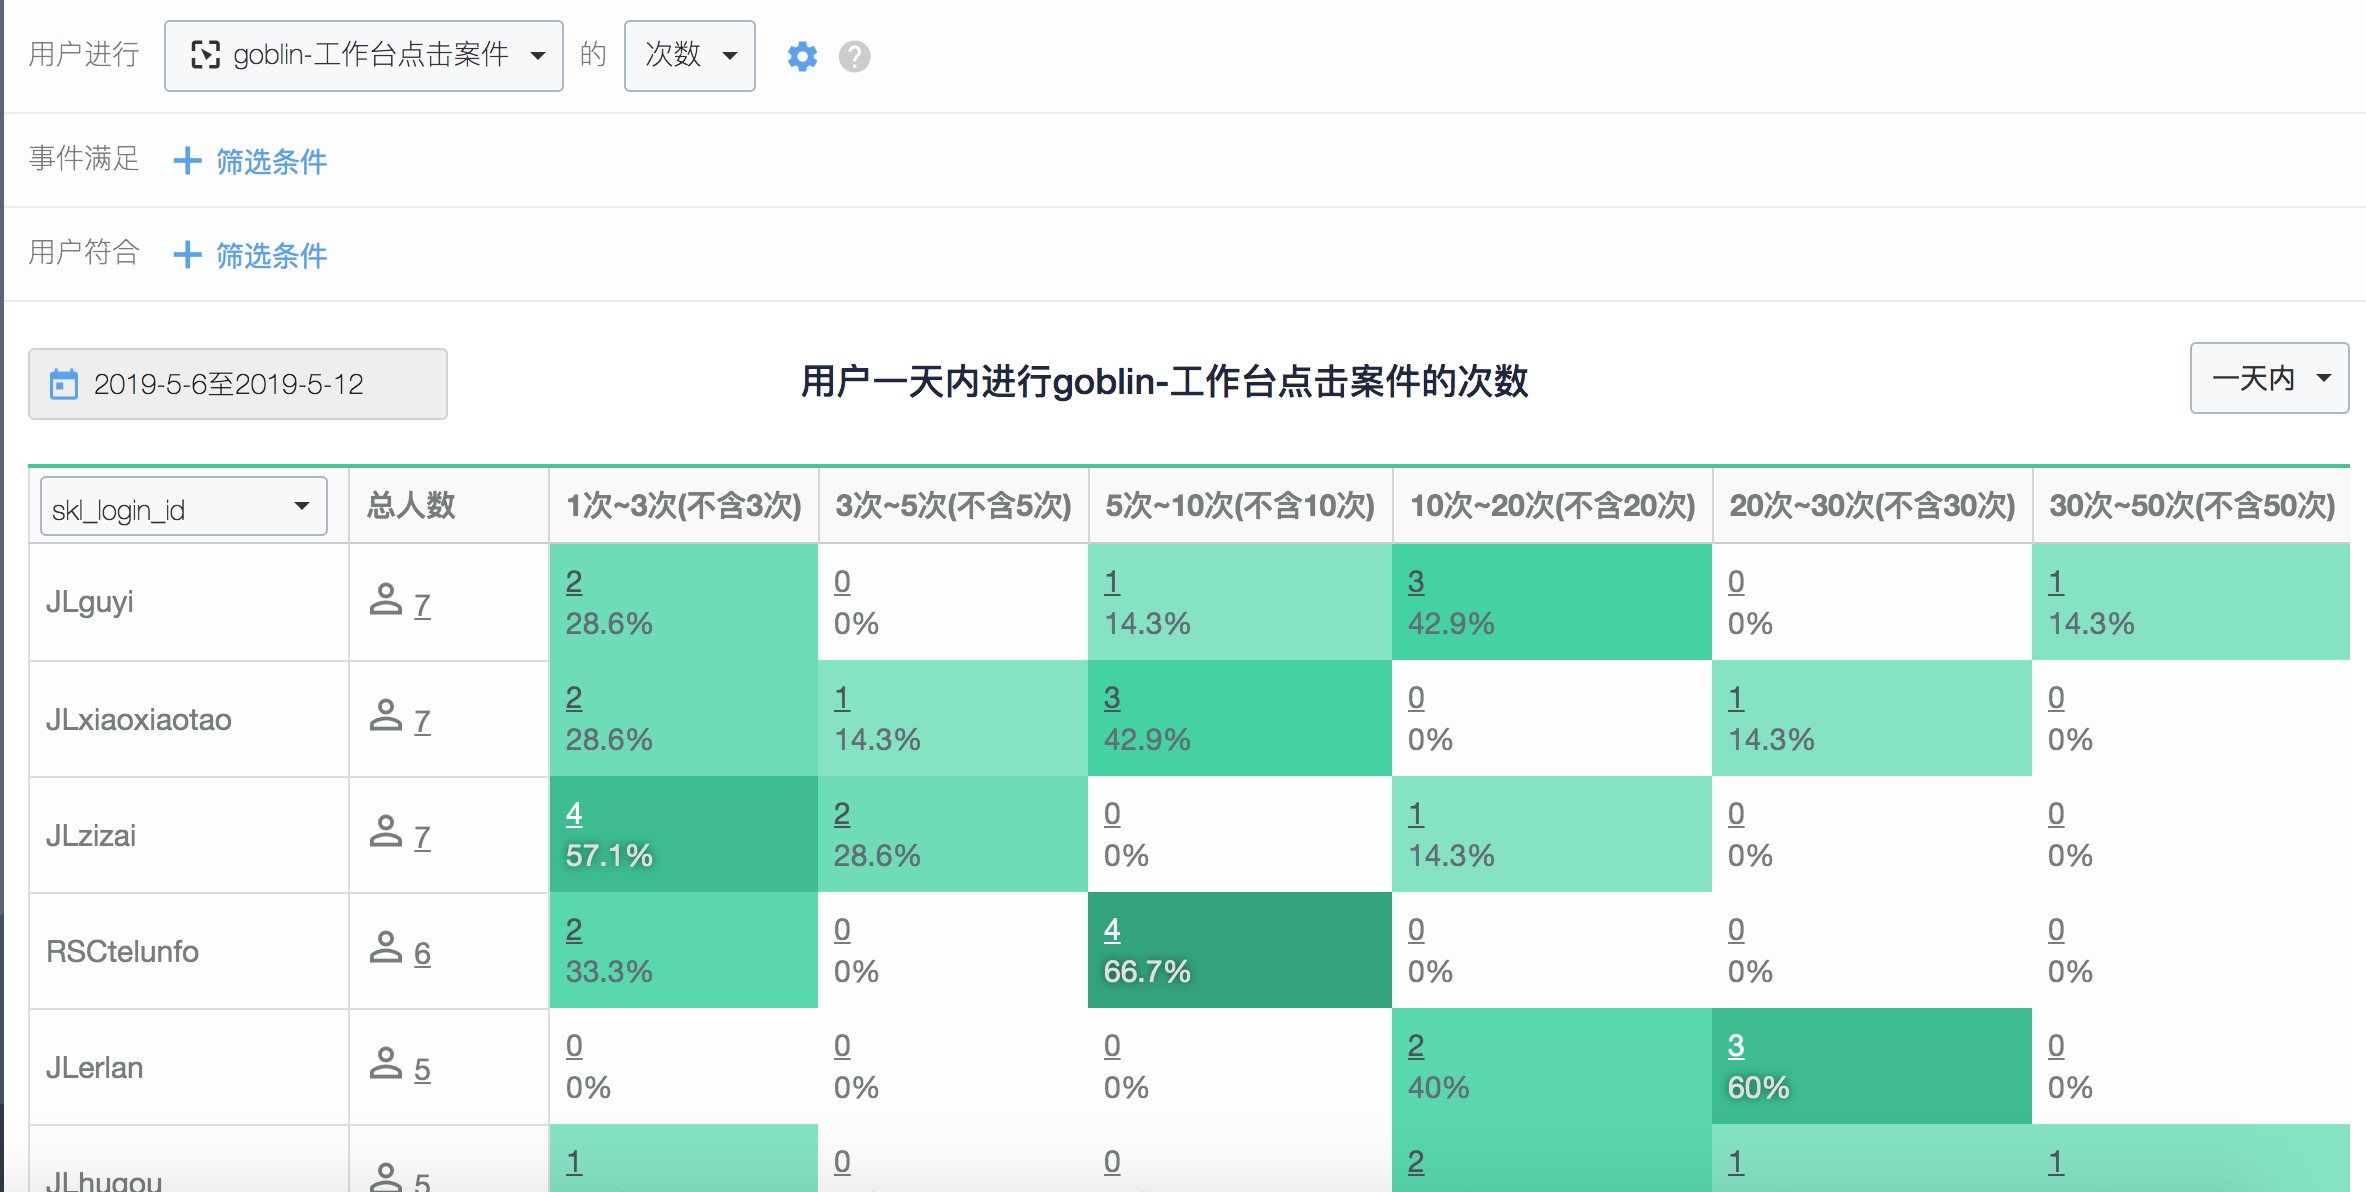 用户进行 goblin-工作台点击案件 的 次数 ?
事件满足 + 筛选条件
用户符合 + 筛选条件
2019-5-6至2019-5-12 用户一天内进行goblin-工作台点击案件的次数 一天内
skl_login_id 总人数 1次~3次(不含3次) 3次~5次(不含5次) 5次~10次(不含10次) 10次~20次(不含20次) 20次~30次(不含30次) 30次~50次(不含50次)
JLguyi 7 2 0 1 3 0 1
28.6% 0% 14.3% 42.9% 0% 14.3%
JLxiaoxiaotao 7 2 1 3 0 1 0
28.6% 14.3% 42.9% 0% 14.3% 0%
JLzizai 7 4 2 0 1 0 0
57.1% 28.6% 0% 14.3% 0% 0%
RSCtelunfo 6 2 0 4 0 0 0
33.3% 0% 66.7% 0% 0% 0%
JLerlan 5 0 0 0 2 3 0
0% 0% 0% 40% 60% 0%
JLhugou 5 1 0 0 2 1 1